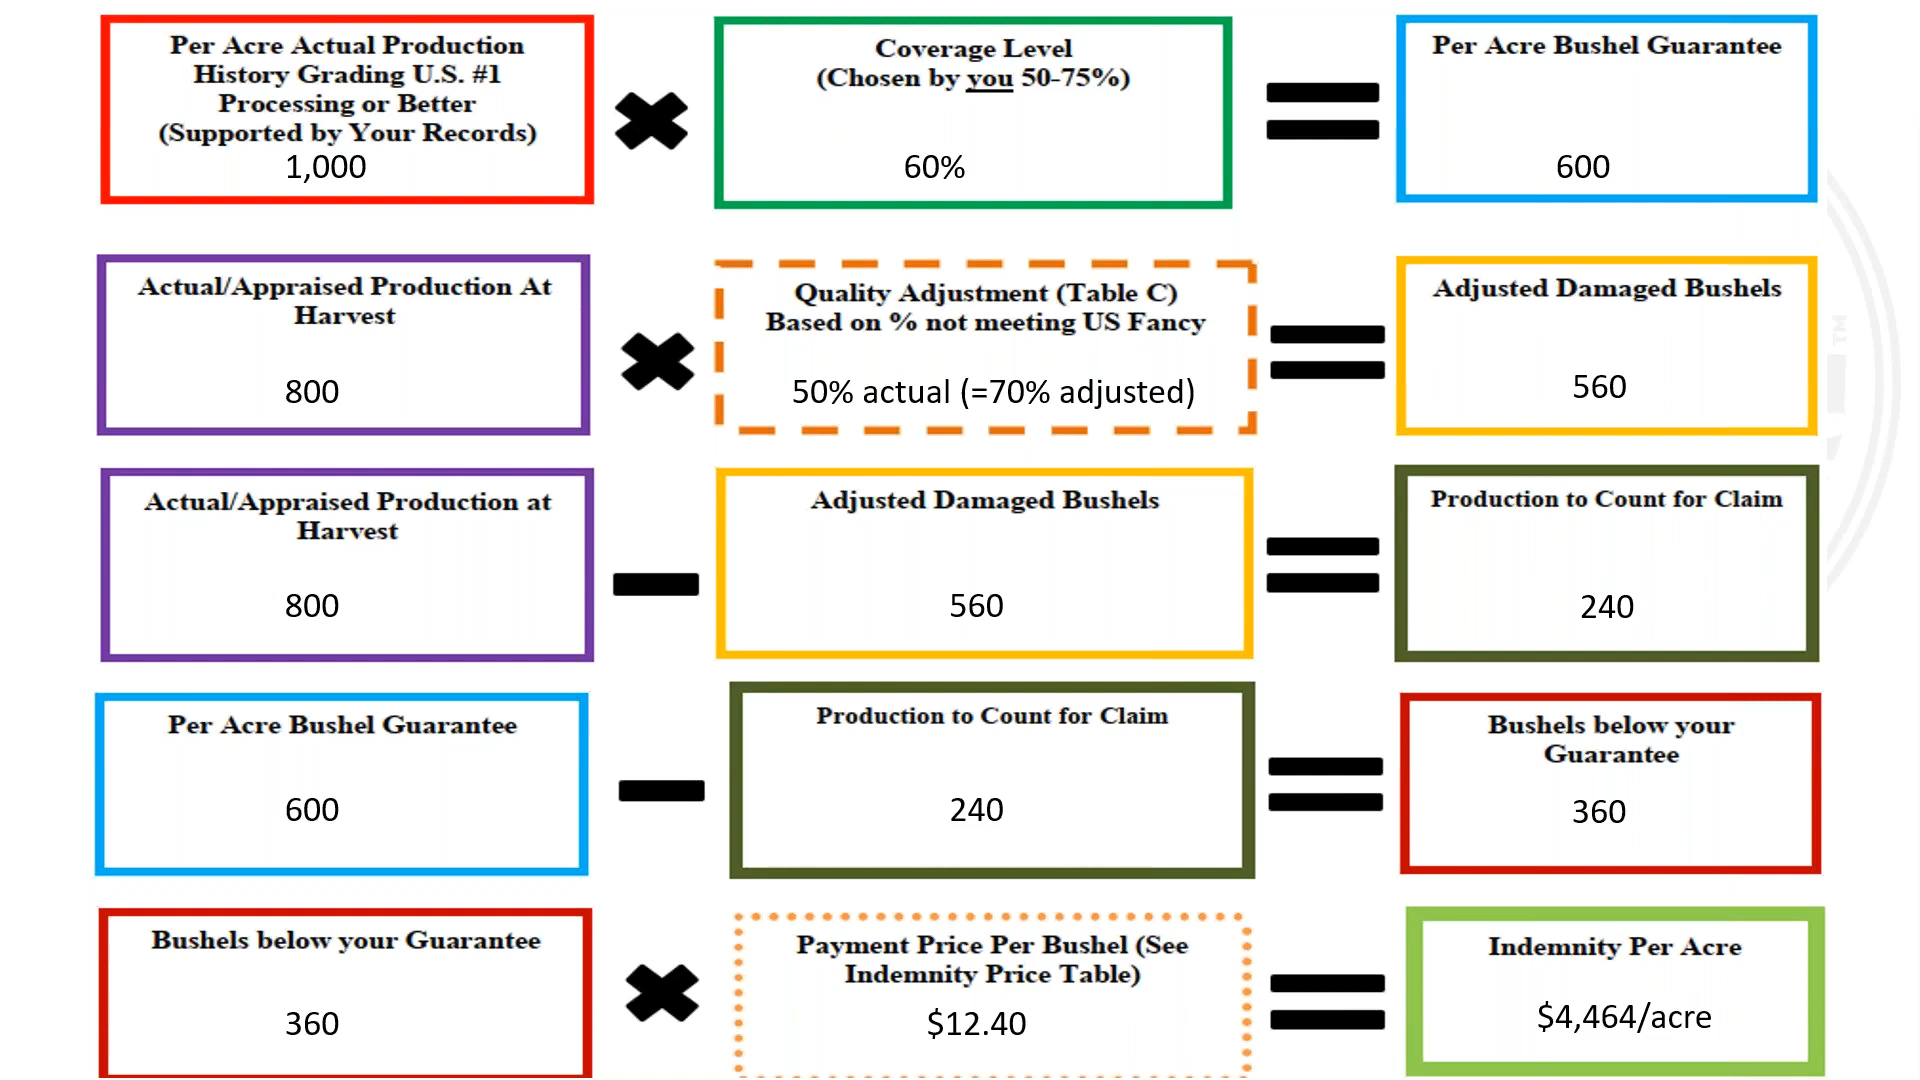 Per Acre Actual Production
History Grading U.S. #1
Processing or Better
(Supported by Your Records)
1,000
Coverage Level
(Chosen by you 50-75%)
60%
Per Acre Bushel Guarantee
600
Actual/Appraised Production At
Harvest
800
Quality Adjustment (Table C)
Based on % not meeting US Fancy
50% actual (=70% adjusted)
Adjusted Damaged Bushels
560
TM
Actual/Appraised Production at
Harvest
800
Adjusted Damaged Bushels
560
Production to Count for Claim
240
Per Acre Bushel Guarantee
600
Production to Count for Claim
240
Bushels below your
Guarantee
360
Bushels below your Guarantee
360
Payment Price Per Bushel (See
Indemnity Price Table)
$12.40
Indemnity Per Acre
$4,464/acre